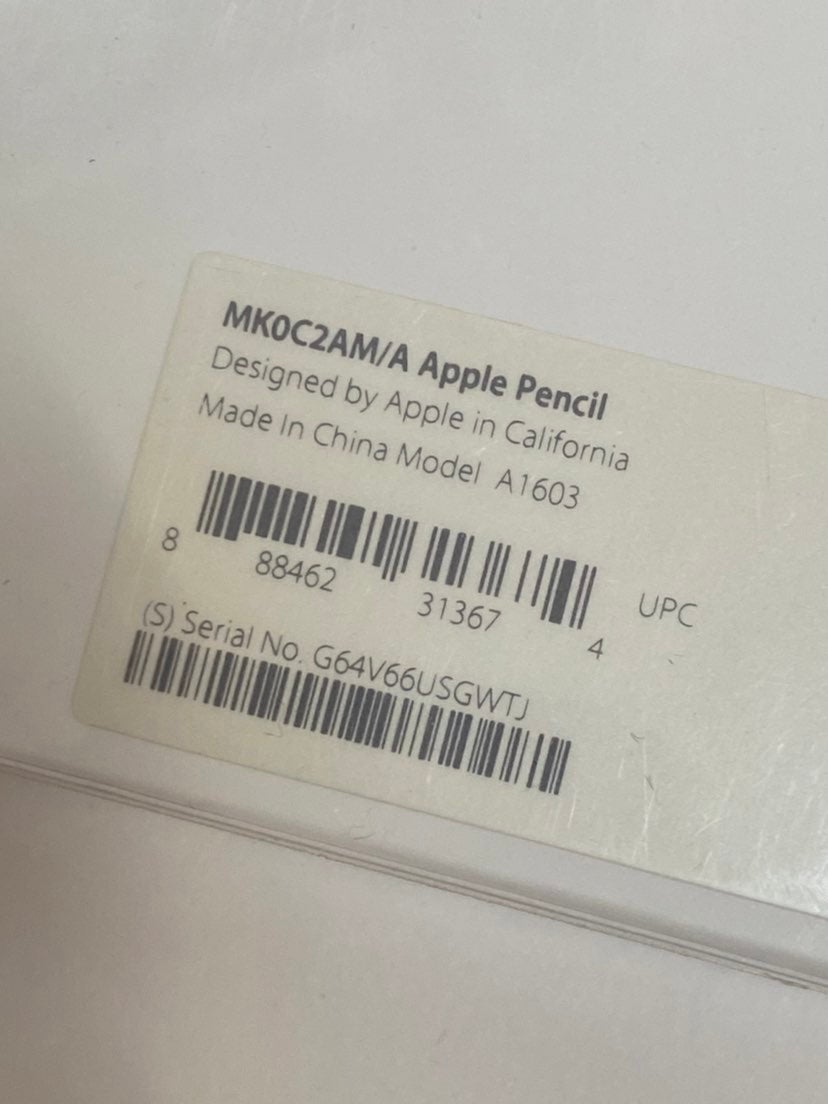 MK0C2AM/A Apple Pencil
Designed by Apple in California
Made In China Model A1603
8 88462 31367 4 UPC
(S) Serial No. G64V66USGWTJ